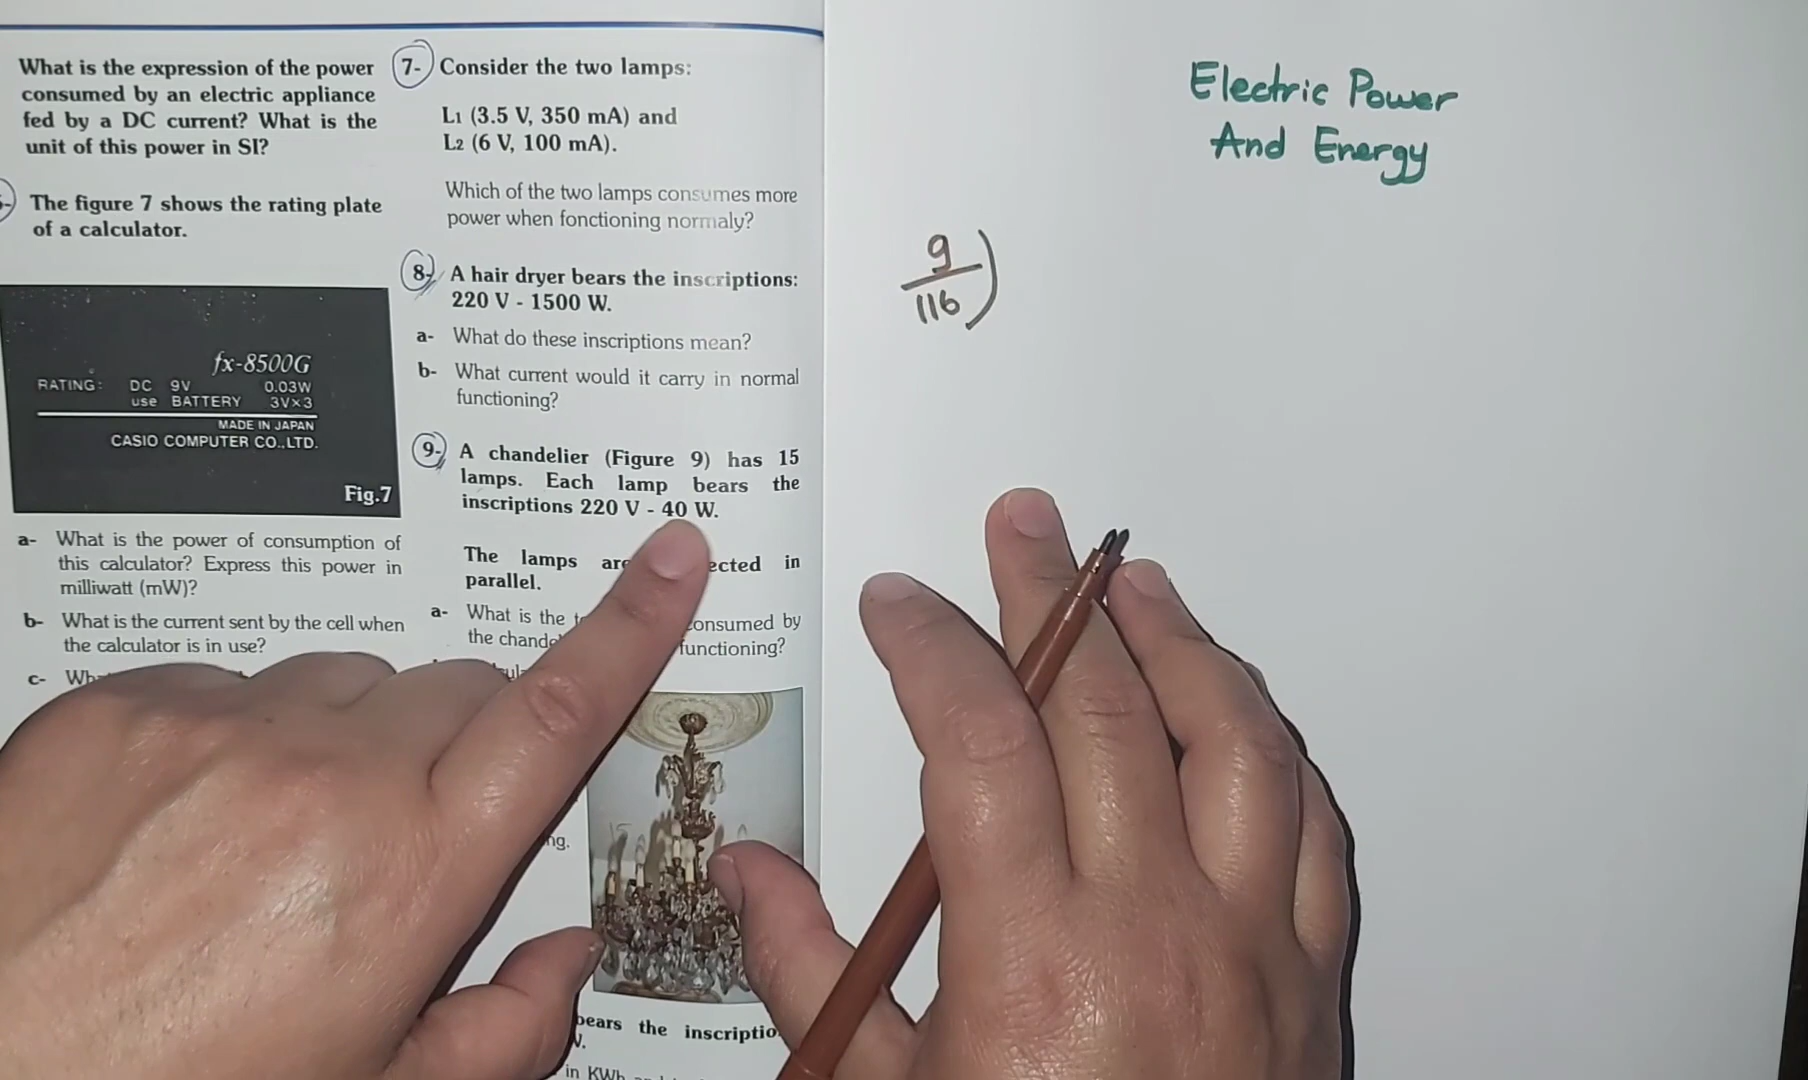 What is the expression of the power
consumed by an electric appliance
fed by a DC current? What is the
unit of this power in SI?
The figure 7 shows the rating plate
of a calculator.
fx-8500G
RATING: DC 9V 0.03W
use BATTERY 3V×3
MADE IN JAPAN
CASIO COMPUTER CO.,LTD.
Fig.7
a- What is the power of consumption of
this calculator? Express this power in
milliwatt (mW)?
b- What is the current sent by the cell when
the calculator is in use?
c-
7- Consider the two lamps:
L1 (3.5 V, 350 mA) and
L2 (6 V, 100 mA).
Which of the two lamps consumes more
power when fonctioning normaly?
8- A hair dryer bears the inscriptions:
220 V - 1500 W.
a- What do these inscriptions mean?
b- What current would it carry in normal
functioning?
9- A chandelier (Figure 9) has 15
lamps. Each lamp bears the
inscriptions 220 V - 40 W.
The lamps in
parallel.
a- What is the consumed by
the functioning?
bears the
in KWh
Electric Power
And Energy
9
116)